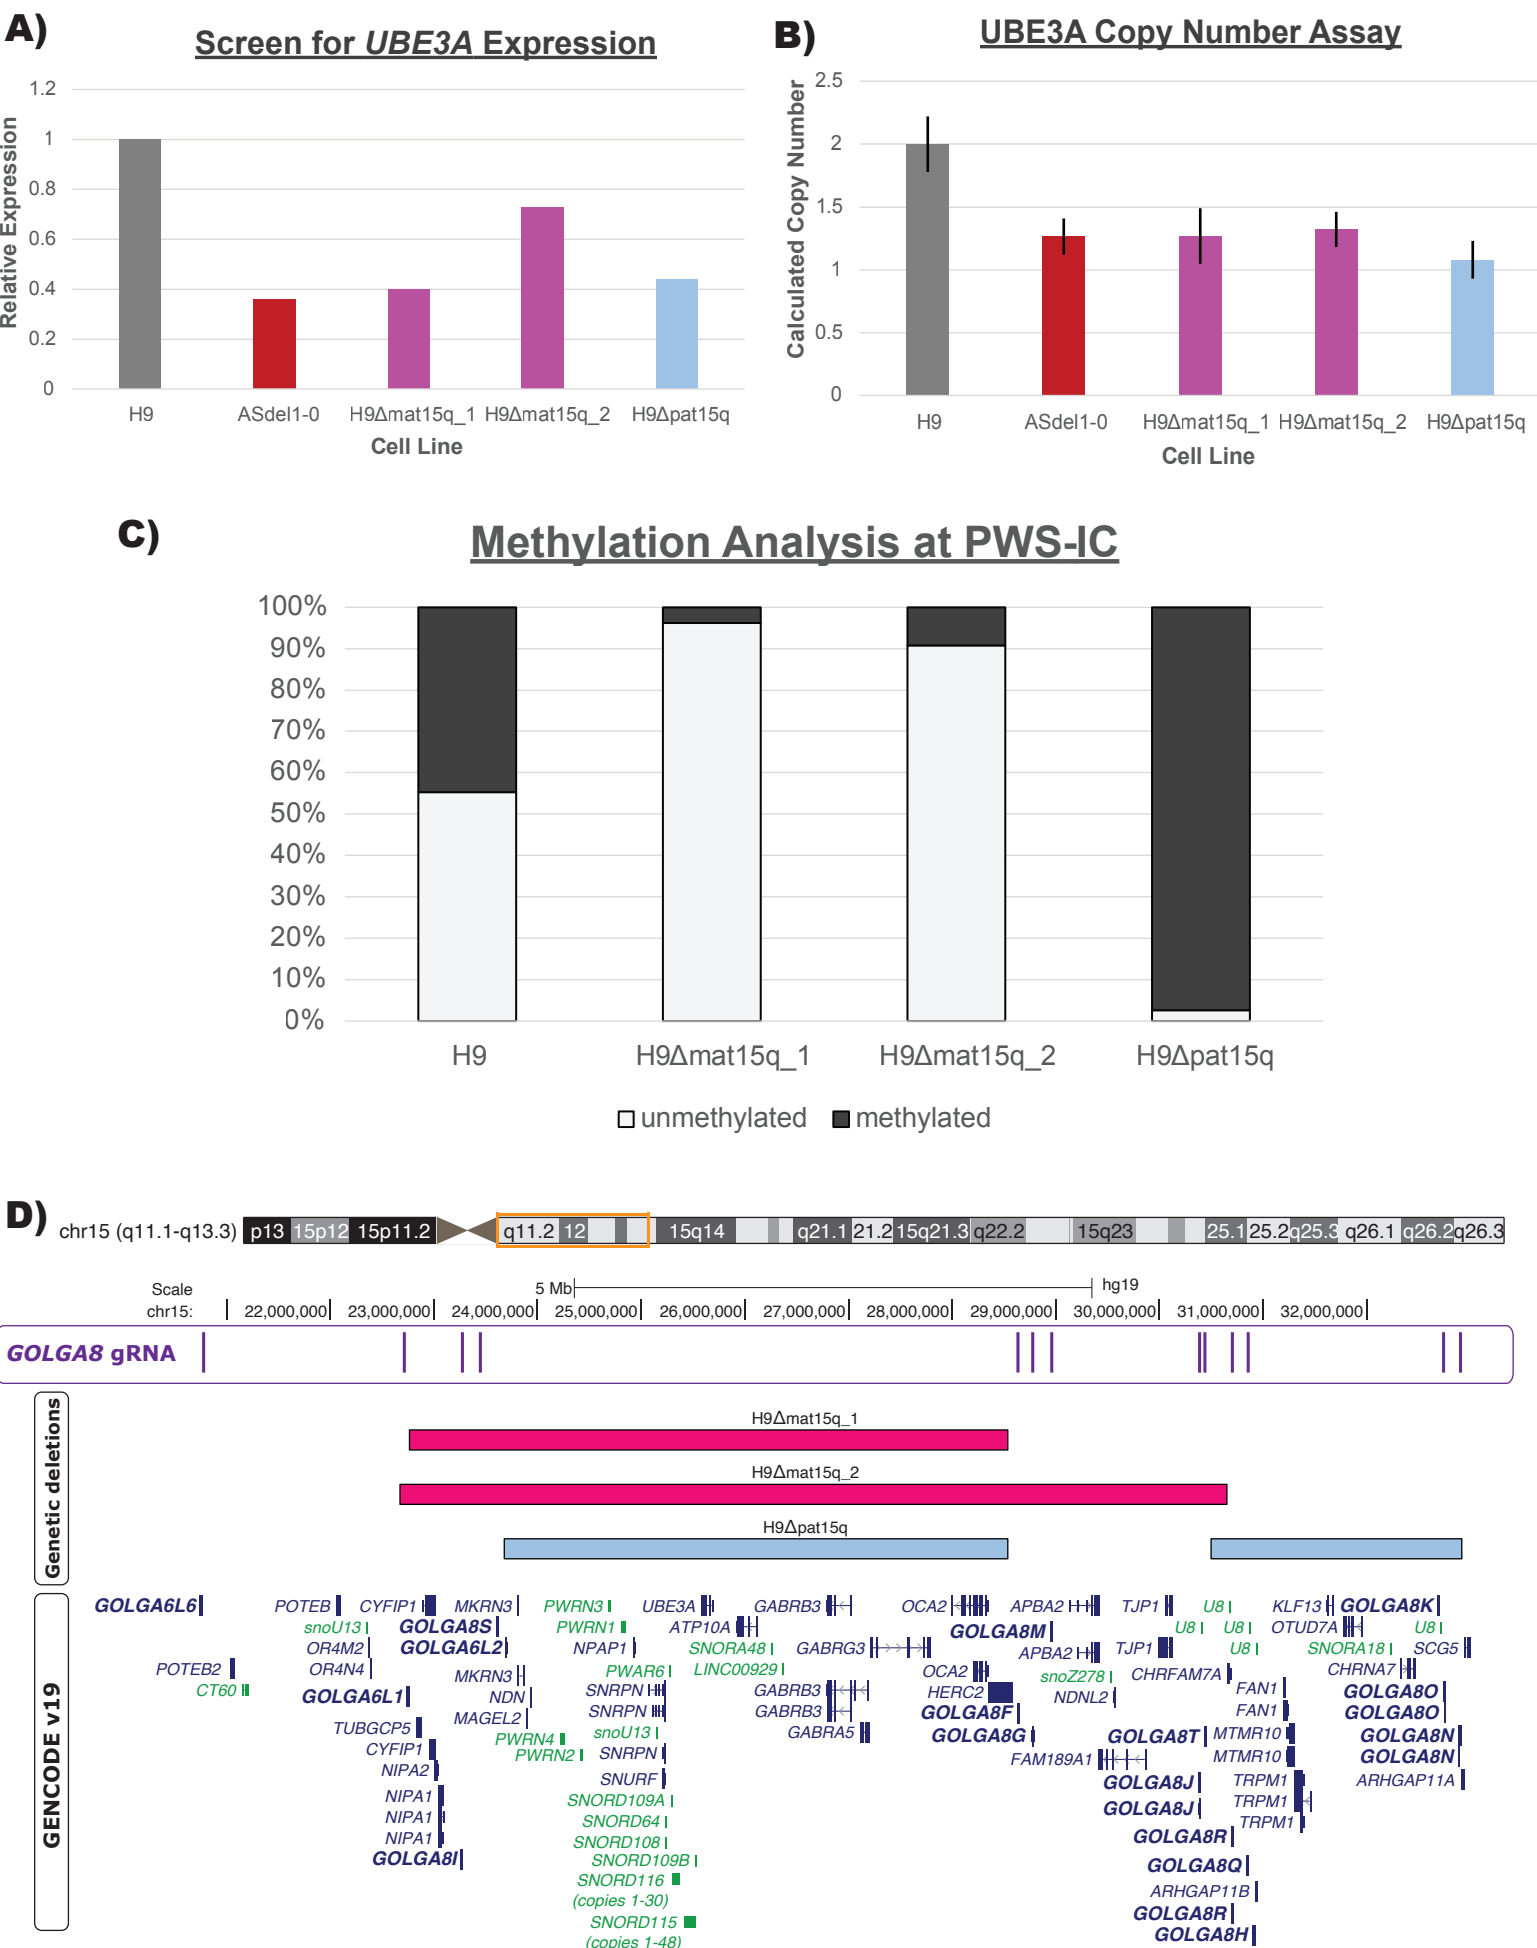 A)
Screen for UBE3A Expression
Relative Expression
1.2
1
0.8
0.6
0.4
0.2
0
H9
ASdel1-0
H9Δmat15q_1
H9Δmat15q_2
H9Δpat15q
Cell Line
B)
UBE3A Copy Number Assay
Calculated Copy Number
2.5
2
1.5
1
0.5
0
H9
ASdel1-0
H9Δmat15q_1
H9Δmat15q_2
H9Δpat15q
Cell Line
C)
Methylation Analysis at PWS-IC
100%
90%
80%
70%
60%
50%
40%
30%
20%
10%
0%
H9
H9Δmat15q_1
H9Δmat15q_2
H9Δpat15q
unmethylated methylated
D)
chr15 (q11.1-q13.3) p13 15p12 15p11.2 q11.2 12 15q14 q21.1 21.2 15q21.3 q22.2 15q23 25.1 25.2 q25.3 q26.1 q26.2 q26.3
Scale 5 Mb hg19
chr15: 22,000,000 23,000,000 24,000,000 25,000,000 26,000,000 27,000,000 28,000,000 29,000,000 30,000,000 31,000,000 32,000,000
GOLGA8 gRNA
Genetic deletions
H9Δmat15q_1
H9Δmat15q_2
H9Δpat15q
GENCODE v19
GOLGA6L6 POTEB CYFIP1 MKRN3 PWRN3 UBE3A GABRB3 OCA2 APBA2 TJP1 U8 KLF13 GOLGA8K
snoU13 GOLGA8S PWRN1 ATP10A GOLGA8M U8 U8 OTUD7A U8
OR4M2 GOLGA6L2 NPAP1 SNORA48 GABRG3 APBA2 TJP1 U8 SNORA18 SCG5
POTEB2 OR4N4 MKRN3 PWAR6 LINC00929 OCA2 snoZ278 CHRFAM7A CHRNA7
CT60 GOLGA6L1 NDN SNRPN GABRB3 HERC2 NDNL2 FAN1 GOLGA8O
MAGEL2 SNRPN GABRB3 GOLGA8F FAN1 GOLGA8O
TUBGCP5 PWRN4 snoU13 GABRA5 GOLGA8G GOLGA8T MTMR10 GOLGA8N
CYFIP1 PWRN2 SNRPN FAM189A1 MTMR10 GOLGA8N
NIPA2 SNURF GOLGA8J TRPM1 ARHGAP11A
NIPA1 SNORD109A GOLGA8J TRPM1
NIPA1 SNORD64 TRPM1
NIPA1 SNORD108 GOLGA8R
GOLGA8I SNORD109B GOLGA8Q
SNORD116 ARHGAP11B
(copies 1-30) GOLGA8R
SNORD115 GOLGA8H
(copies 1-48)